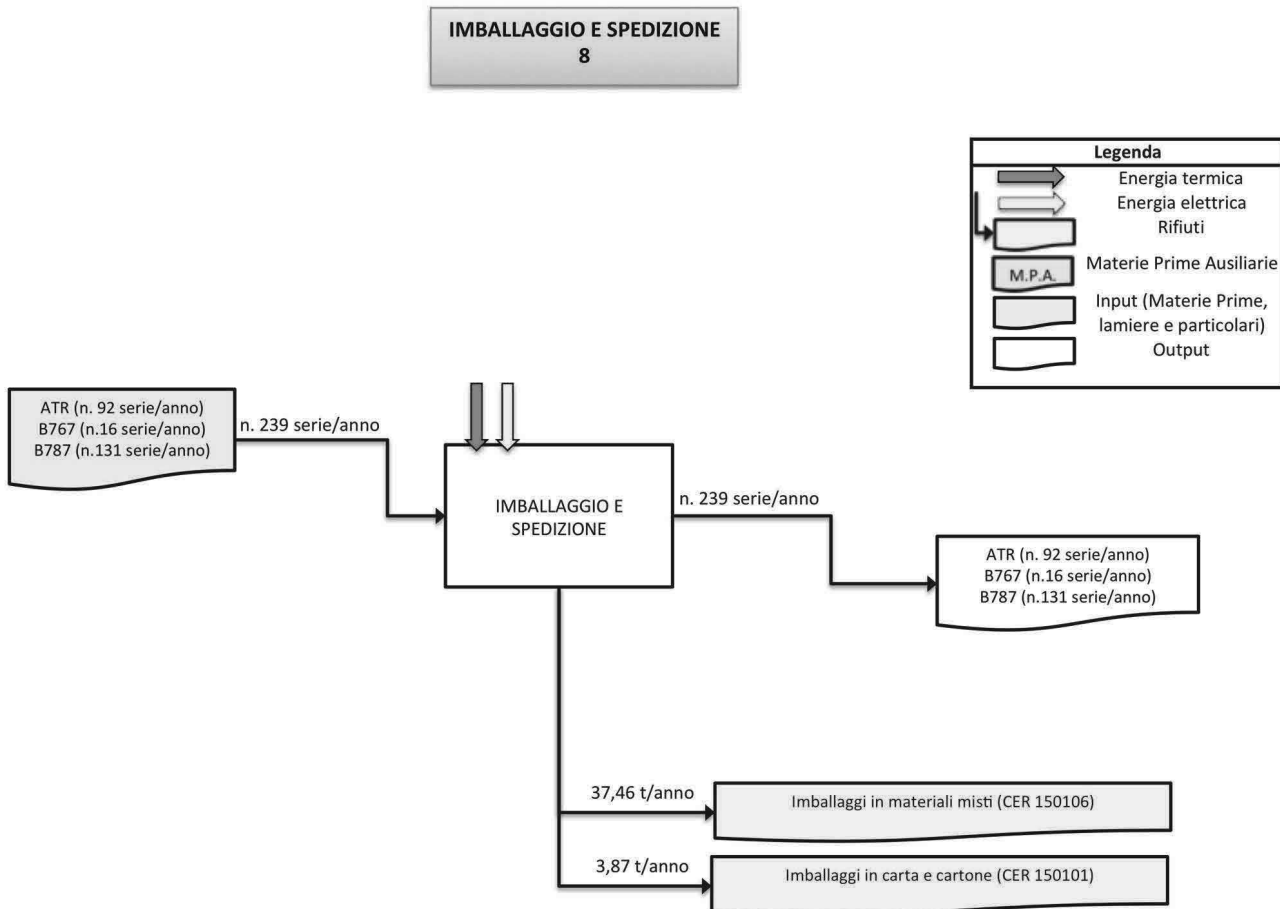 IMBALLAGGIO E SPEDIZIONE
8
Legenda
Energia termica
Energia elettrica
Rifiuti
M.P.A.
Materie Prime Ausiliarie
Input (Materie Prime,
lamiere e particolari)
Output
ATR (n. 92 serie/anno)
B767 (n.16 serie/anno)
B787 (n.131 serie/anno)
n. 239 serie/anno
IMBALLAGGIO E
SPEDIZIONE
n. 239 serie/anno
ATR (n. 92 serie/anno)
B767 (n.16 serie/anno)
B787 (n.131 serie/anno)
37,46 t/anno
Imballaggi in materiali misti (CER 150106)
3,87 t/anno
Imballaggi in carta e cartone (CER 150101)